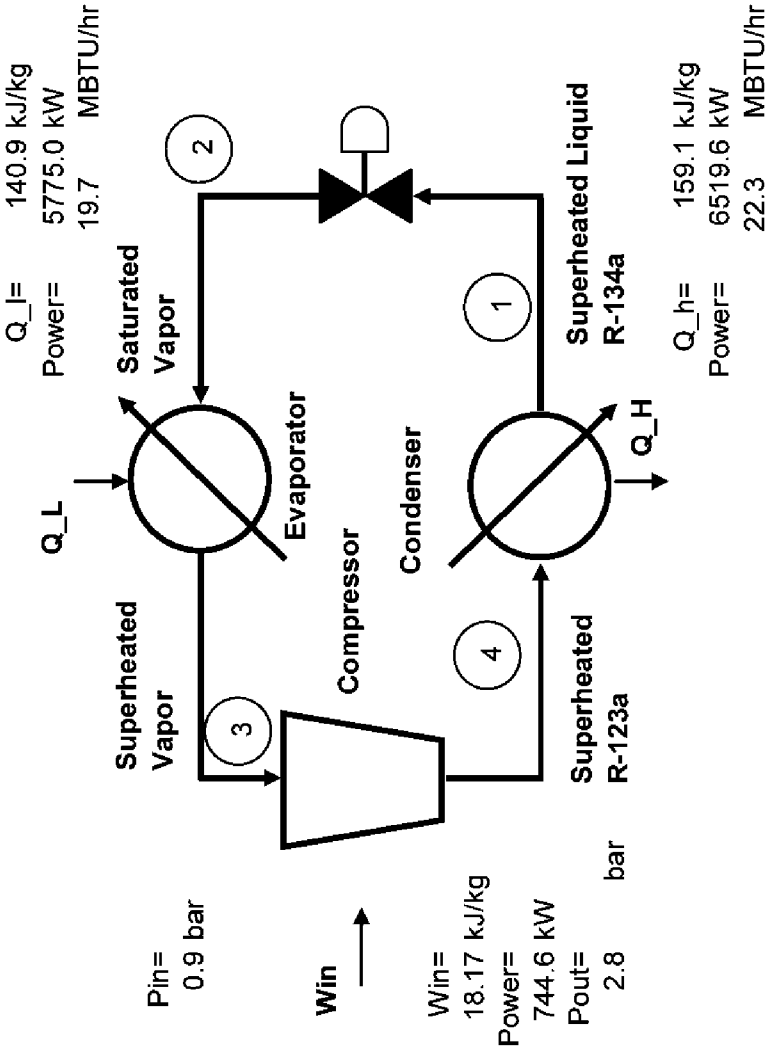 Q_l= 140.9 kJ/kg
Power= 5775.0 kW
19.7 MBTU/hr
Q_L
Superheated
Vapor
Saturated
Vapor
Pin=
0.9 bar
2
3
Evaporator
Win
Compressor
Condenser
Win=
18.17 kJ/kg
Power=
744.6 kW
Pout=
2.8 bar
4
1
Superheated
R-123a
Superheated Liquid
R-134a
Q_H
Q_h= 159.1 kJ/kg
Power= 6519.6 kW
22.3 MBTU/hr